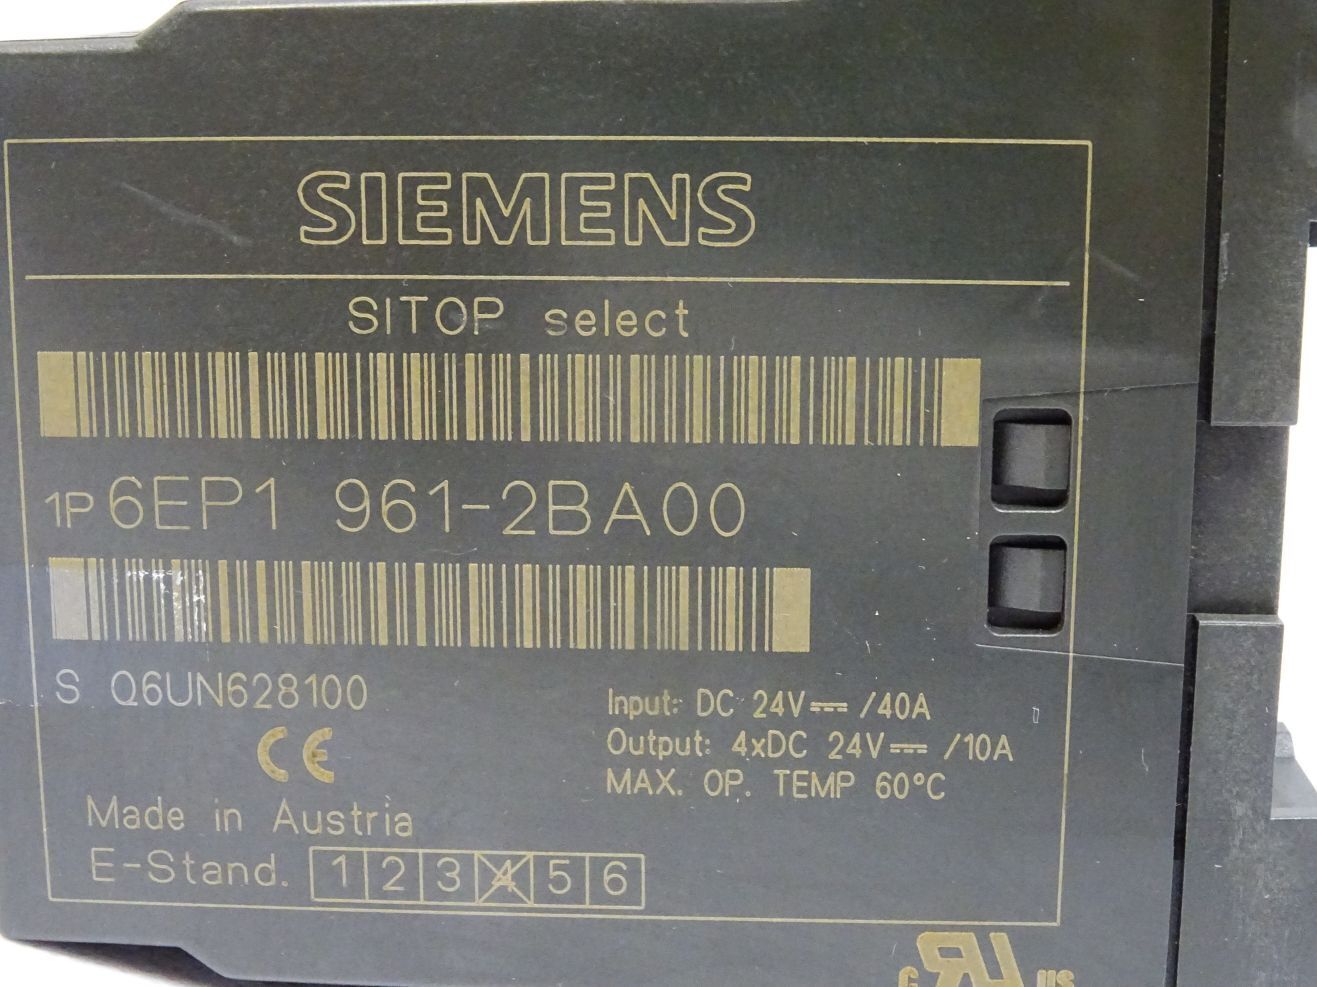 SIEMENS
SITOP select
1P 6EP1 961-2BA00
S Q6UN628100
Input: DC 24V⎓/40A
Output: 4xDC 24V⎓/10A
MAX. OP. TEMP 60°C
CE
Made in Austria
E-Stand. 1 2 3 4 5 6
C US